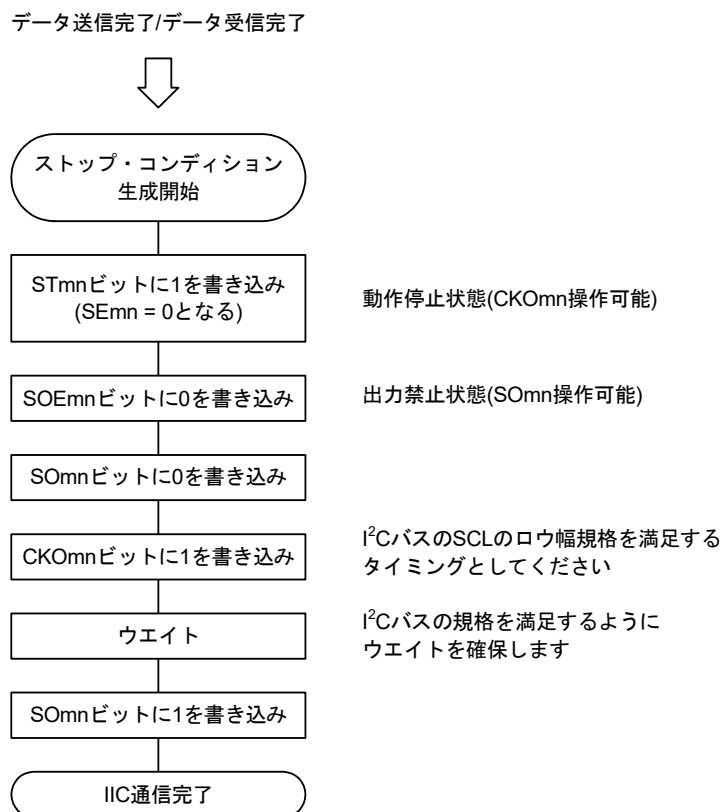 データ送信完了/データ受信完了
ストップ・コンディション
生成開始
STmnビットに1を書き込み
(SEmn = 0となる)
動作停止状態(CKOmn操作可能)
SOEmnビットに0を書き込み
出力禁止状態(SOmn操作可能)
SOmnビットに0を書き込み
CKOmnビットに1を書き込み
I²CバスのSCLのロウ幅規格を満足する
タイミングとしてください
ウエイト
I²Cバスの規格を満足するように
ウエイトを確保します
SOmnビットに1を書き込み
IIC通信完了